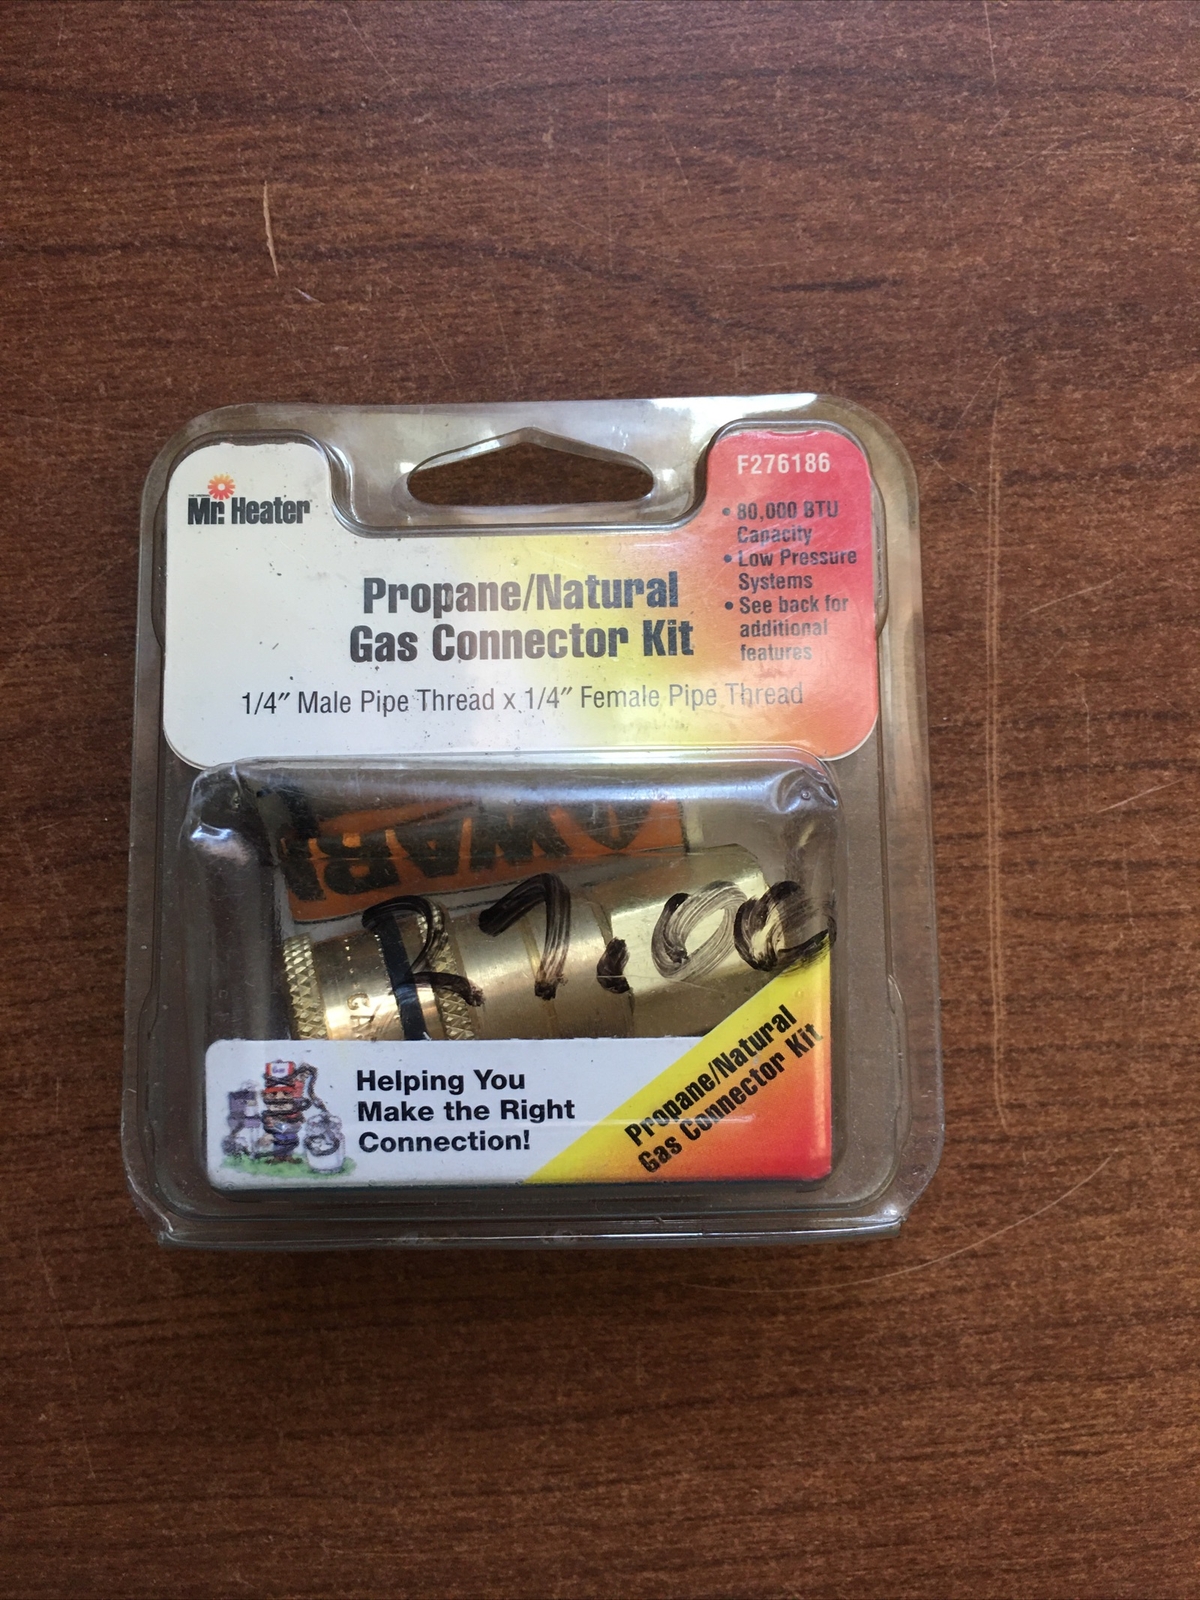 Mr. Heater
F276186
• 80,000 BTU
Capacity
• Low Pressure
Systems
• See back for
additional
features
Propane/Natural
Gas Connector Kit
1/4″ Male Pipe Thread x 1/4″ Female Pipe Thread
WARN
7.00
CA
Helping You
Make the Right
Connection!
Propane/Natural
Gas Connector Kit